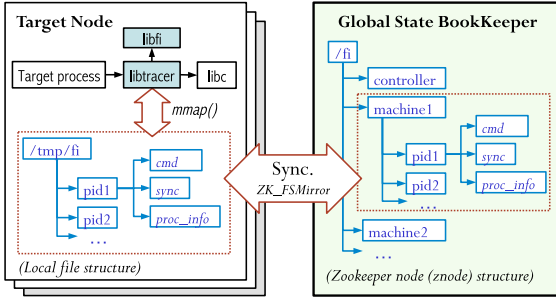 Target Node
libfi
Target process
libtracer
libc
mmap()
/tmp/fi
pid1
cmd
sync
proc_info
pid2
...
(Local file structure)
Sync.
ZK_FSMirror
Global State BookKeeper
/fi
controller
machine1
pid1
cmd
sync
proc_info
pid2
...
machine2
...
(Zookeeper node (znode) structure)